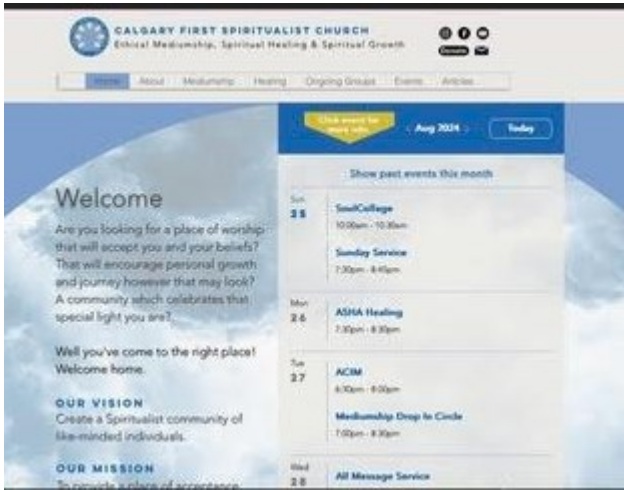 CALGARY FIRST SPIRITUALIST CHURCH
Ethical Mediumship, Spiritual Healing & Spiritual Growth
Donate
Home About Mediumship Healing Ongoing Groups Events Articles
Click event for
more info
Aug 2024
Today
Show past events this month
Welcome
Are you looking for a place of worship
that will accept you and your beliefs?
That will encourage personal growth
and journey however that may look?
A community which celebrates that
special light you are?
Well you've come to the right place!
Welcome home.
OUR VISION
Create a Spiritualist community of
like-minded individuals.
OUR MISSION
To provide a place of acceptance
Sun
25
SoulCollage
10:00am - 10:30am
Sunday Service
7:30pm - 8:45pm
Mon
26
ASHA Healing
7:30pm - 8:30pm
Tue
27
ACIM
6:30pm - 8:00pm
Mediumship Drop In Circle
7:00pm - 8:30pm
Wed
28
All Message Service